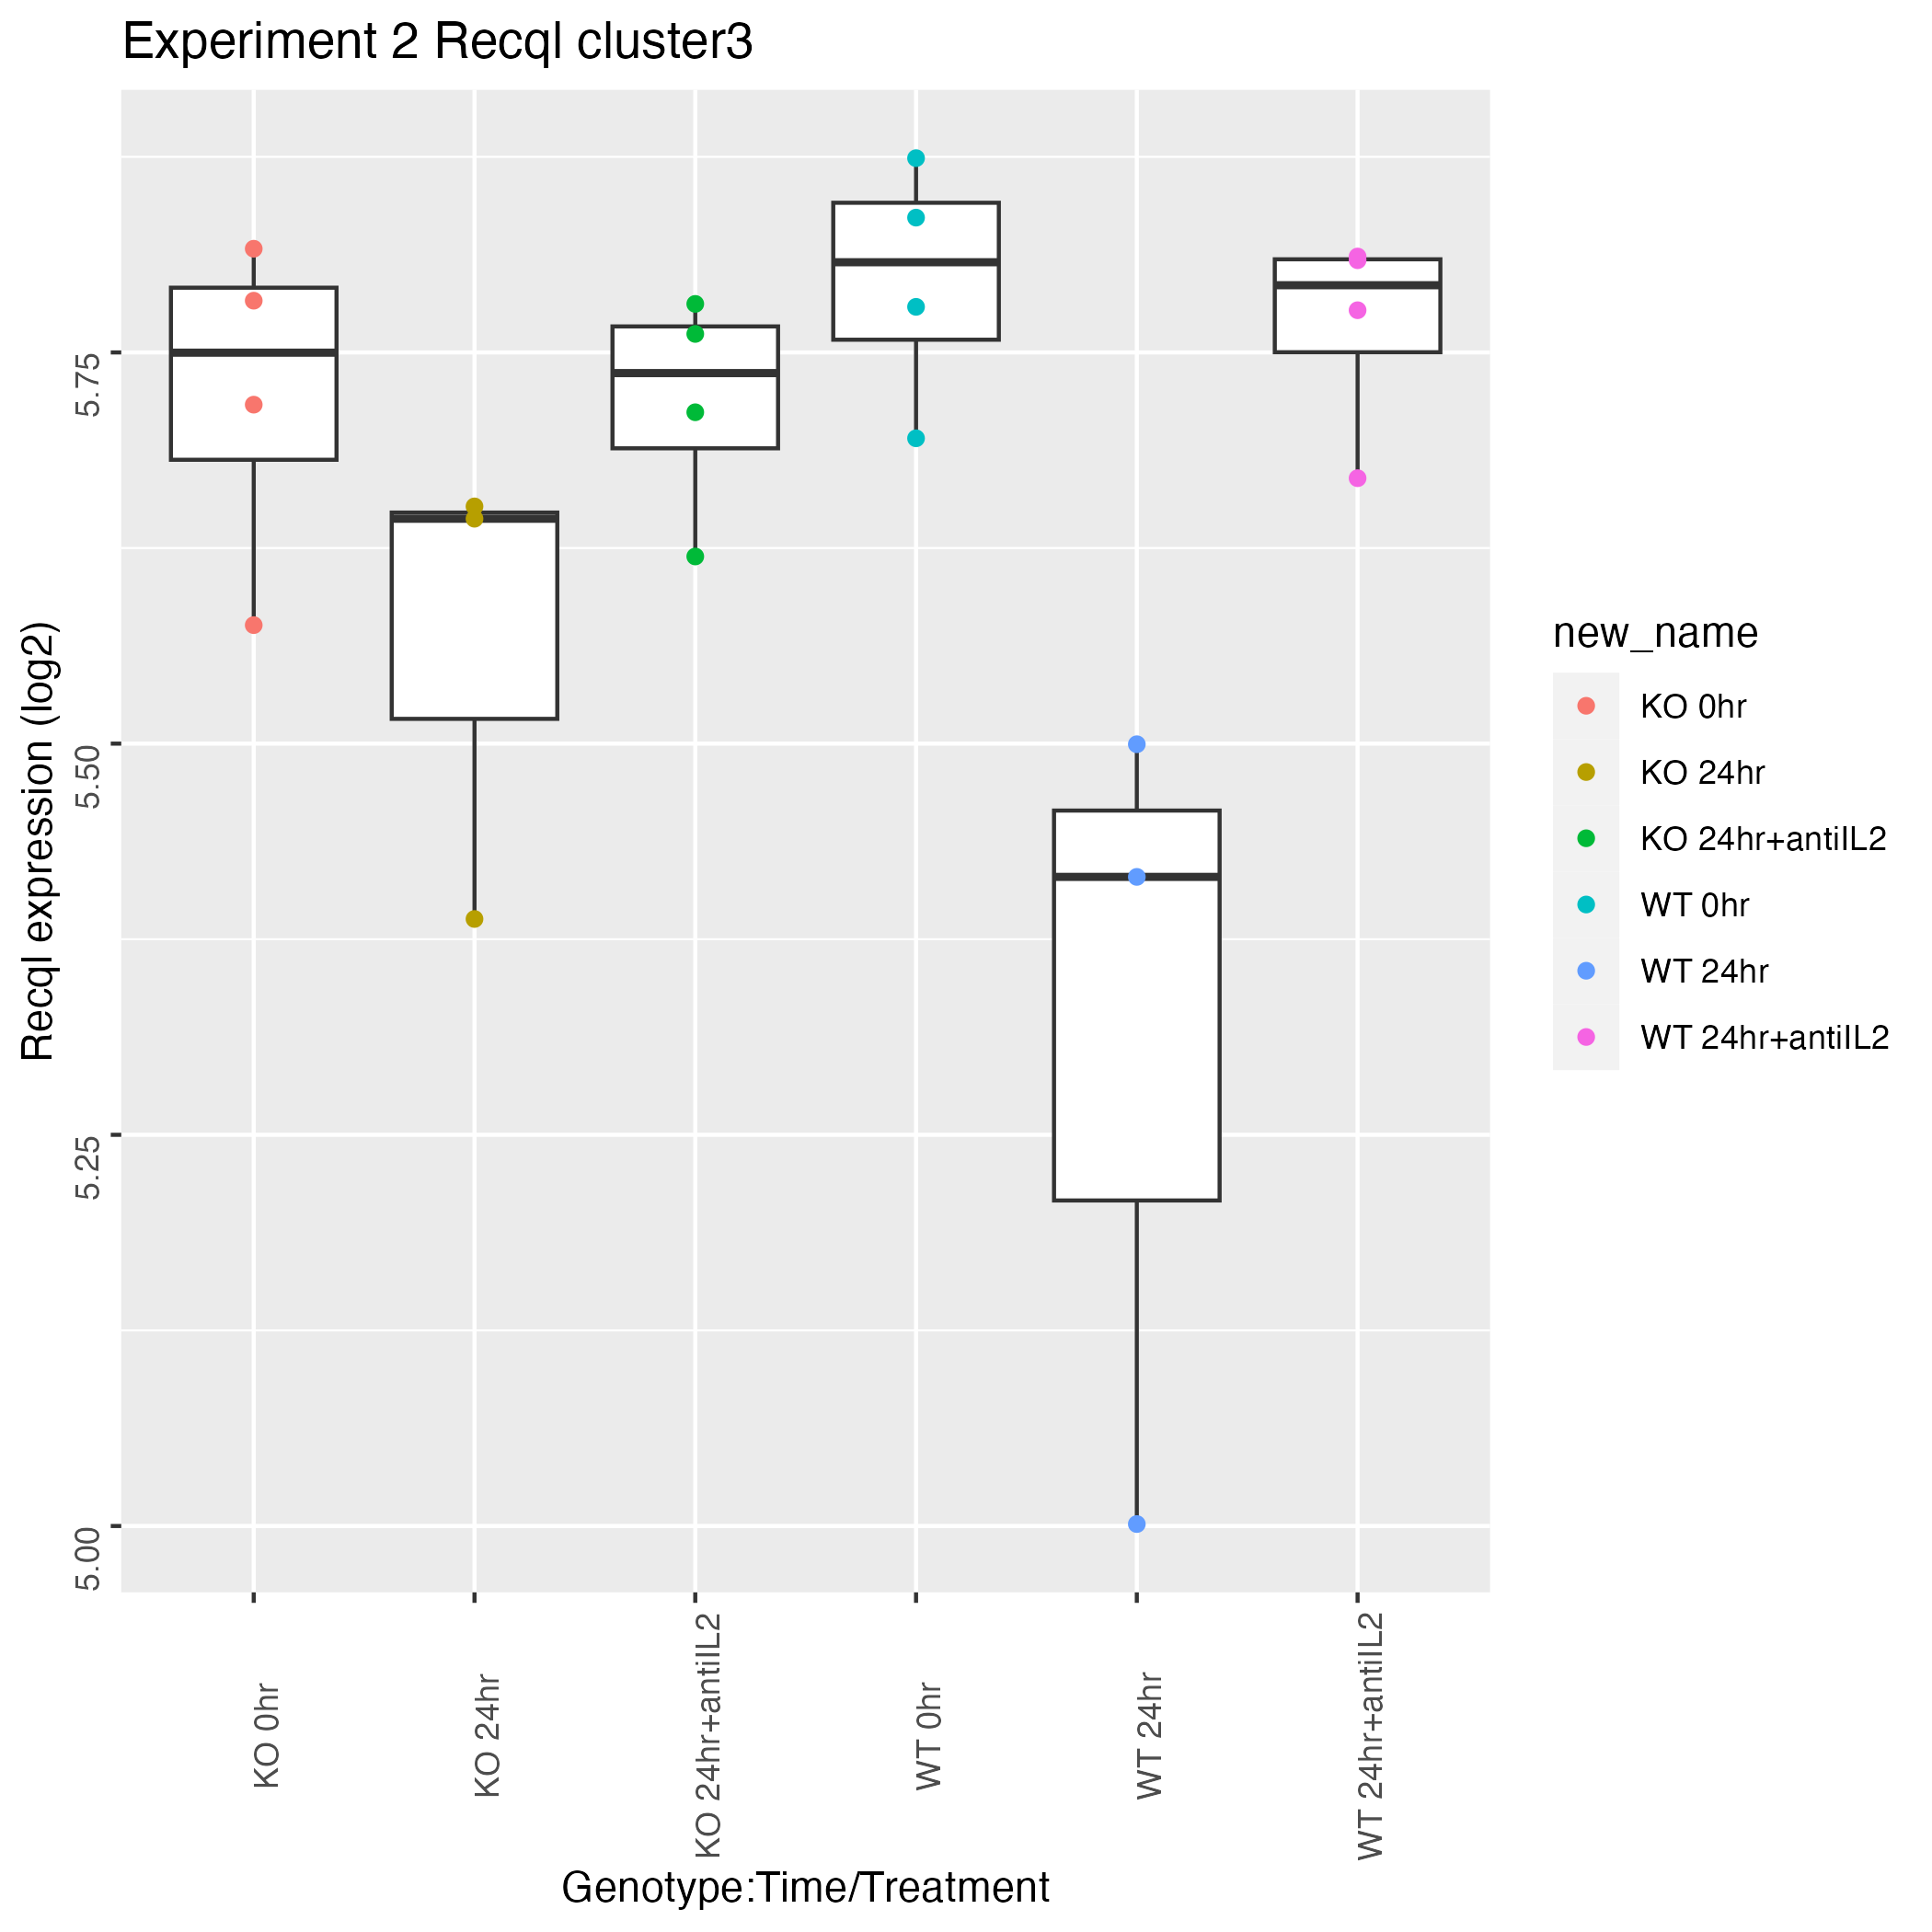 Experiment 2 Recql cluster3
Recql expression (log2)
5.75
5.50
5.25
5.00
KO 0hr
KO 24hr
KO 24hr+antiIL2
WT 0hr
WT 24hr
WT 24hr+antiIL2
Genotype:Time/Treatment
new_name
KO 0hr
KO 24hr
KO 24hr+antiIL2
WT 0hr
WT 24hr
WT 24hr+antiIL2